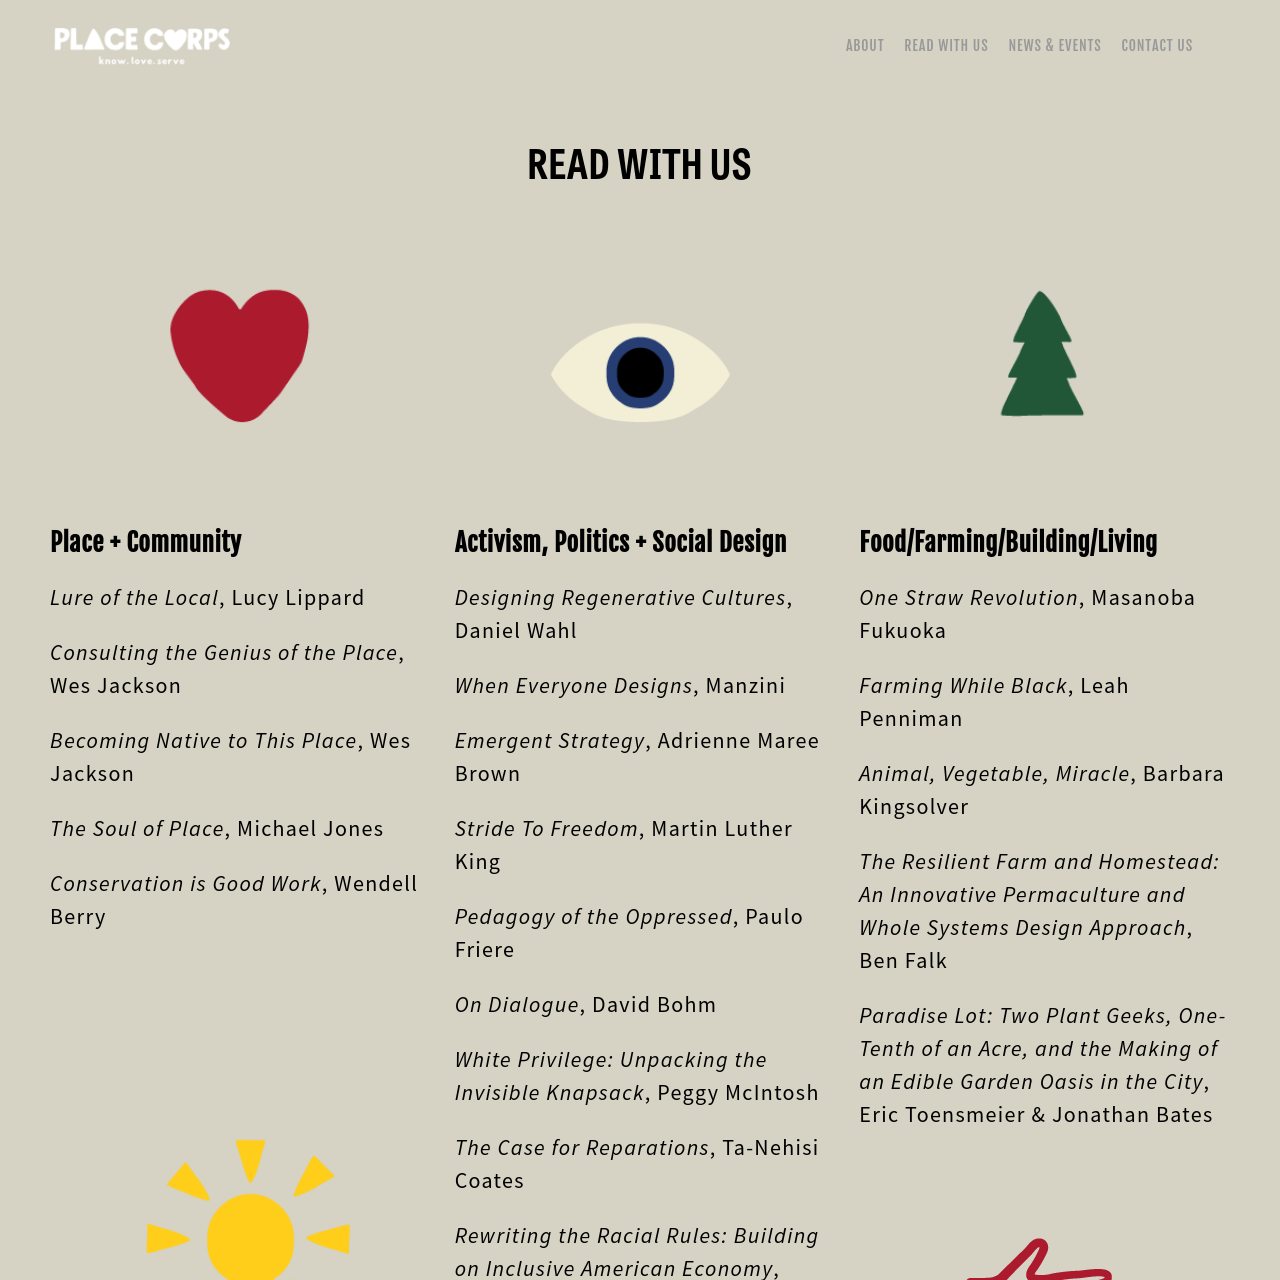 PLACE CORPS
know.love.serve
ABOUT READ WITH US NEWS & EVENTS CONTACT US
READ WITH US
Place + Community
Lure of the Local, Lucy Lippard
Consulting the Genius of the Place,
Wes Jackson
Becoming Native to This Place, Wes
Jackson
The Soul of Place, Michael Jones
Conservation is Good Work, Wendell
Berry
Activism, Politics + Social Design
Designing Regenerative Cultures,
Daniel Wahl
When Everyone Designs, Manzini
Emergent Strategy, Adrienne Maree
Brown
Stride To Freedom, Martin Luther
King
Pedagogy of the Oppressed, Paulo
Friere
On Dialogue, David Bohm
White Privilege: Unpacking the
Invisible Knapsack, Peggy McIntosh
The Case for Reparations, Ta-Nehisi
Coates
Rewriting the Racial Rules: Building
on Inclusive American Economy,
Food/Farming/Building/Living
One Straw Revolution, Masanoba
Fukuoka
Farming While Black, Leah
Penniman
Animal, Vegetable, Miracle, Barbara
Kingsolver
The Resilient Farm and Homestead:
An Innovative Permaculture and
Whole Systems Design Approach,
Ben Falk
Paradise Lot: Two Plant Geeks, One-
Tenth of an Acre, and the Making of
an Edible Garden Oasis in the City,
Eric Toensmeier & Jonathan Bates